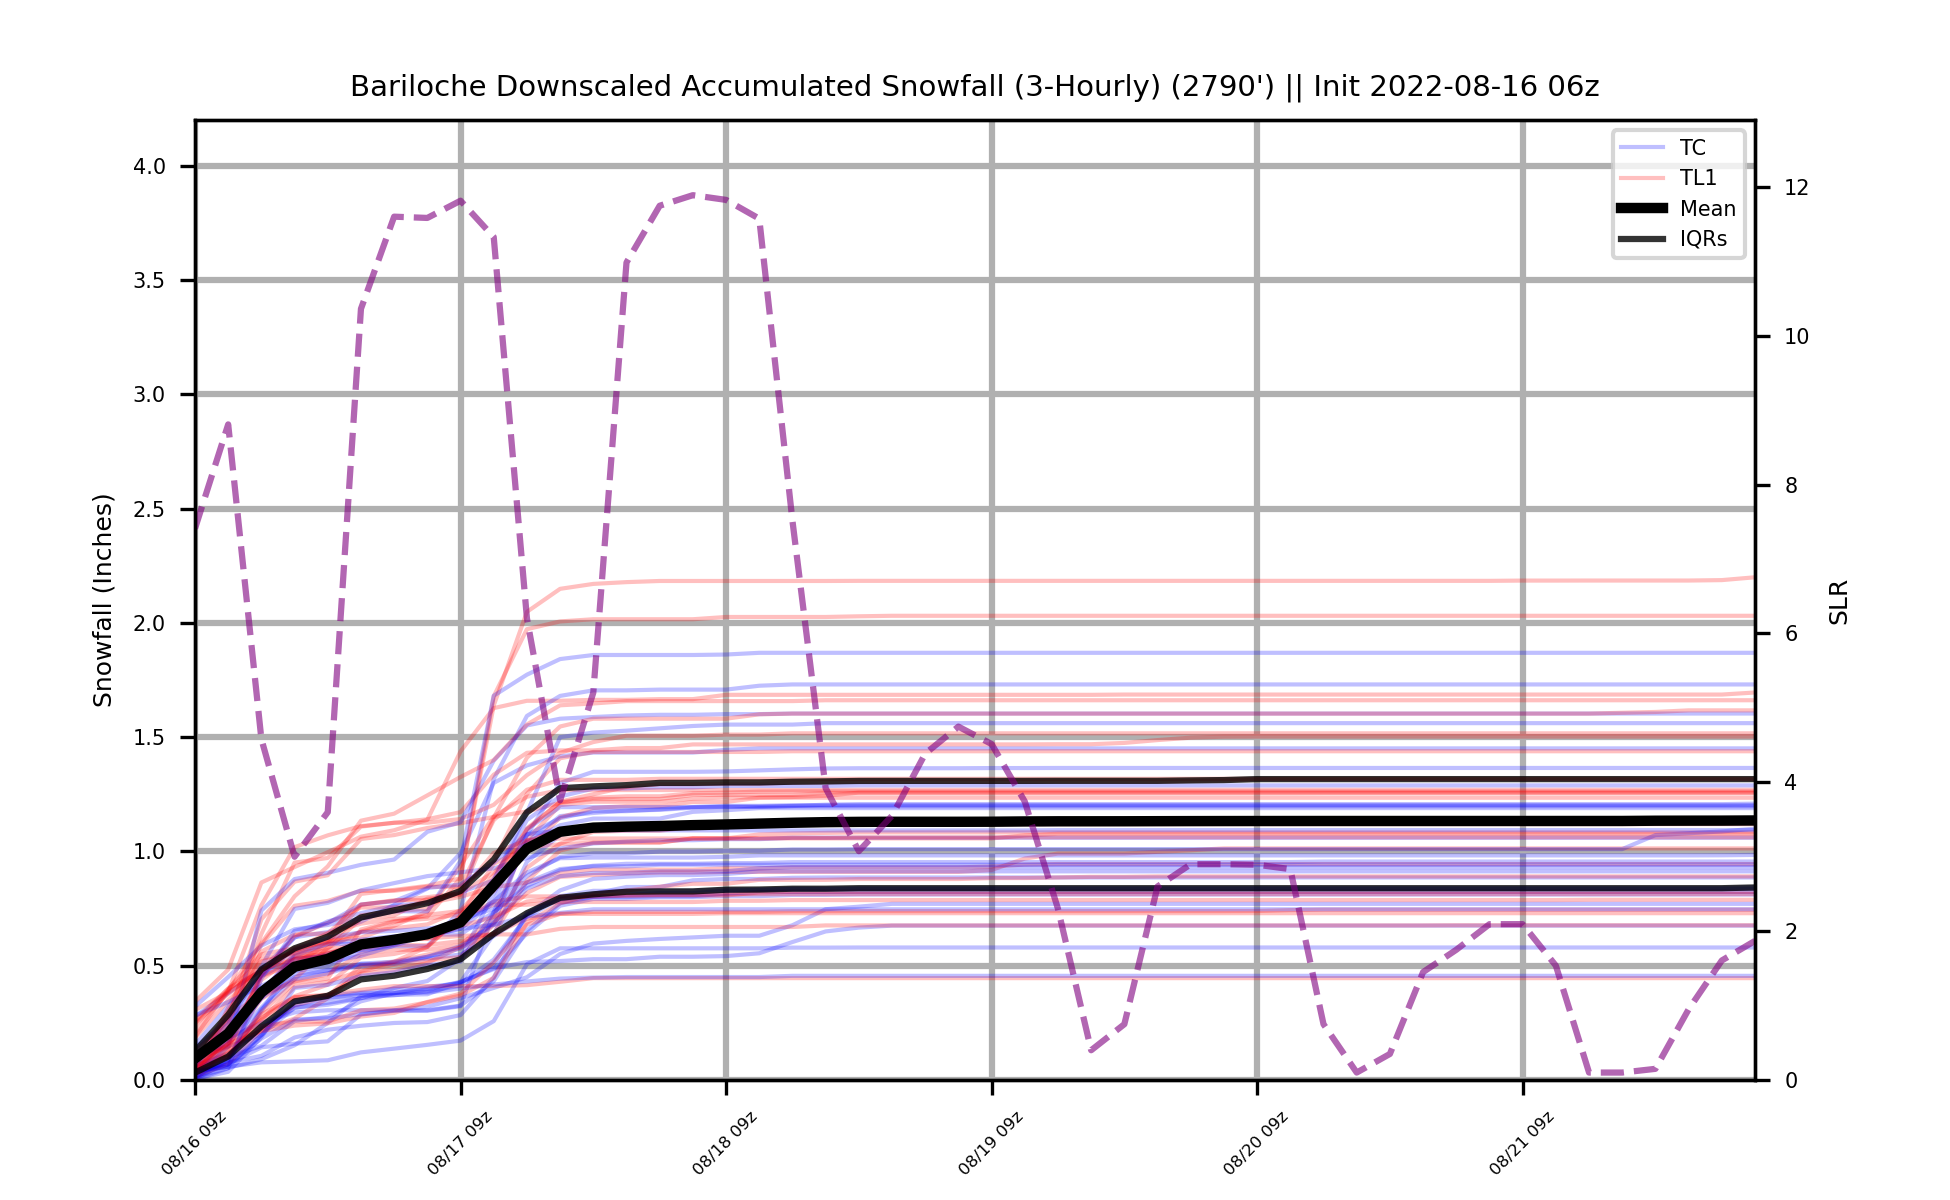 Bariloche Downscaled Accumulated Snowfall (3-Hourly) (2790') || Init 2022-08-16 06z
TC
TL1
Mean
IQRs
4.0
3.5
3.0
2.5
2.0
1.5
1.0
0.5
0.0
Snowfall (Inches)
12
10
8
6
4
2
0
SLR
08/16 09z
08/17 09z
08/18 09z
08/19 09z
08/20 09z
08/21 09z